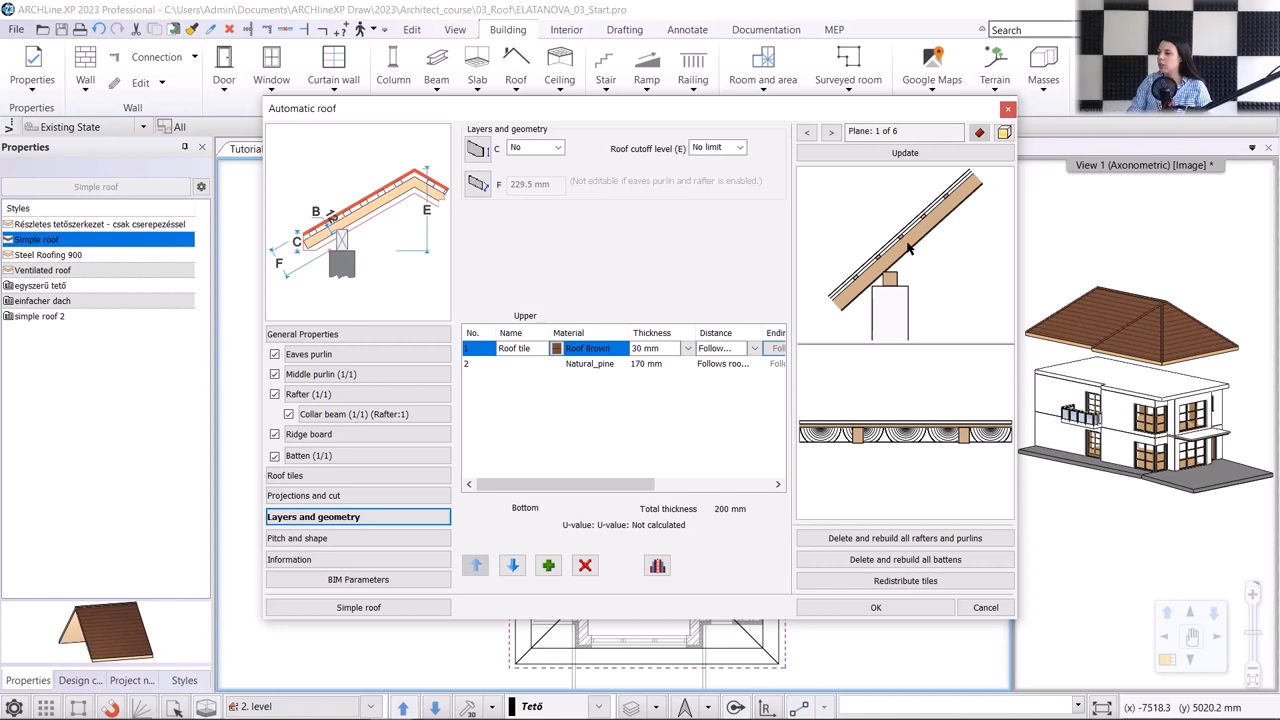 ARCHLine.XP 2023 Professional - C:\Users\Admin\Documents\ARCHlineXP Draw\2023\Architect_course\03_Roof\ELATANOVA_03_Start.pro
File Edit View Building Interior Drafting Annotate Documentation MEP Search
Properties Wall Connection Edit Door Window Curtain wall Column Beam Slab Roof Ceiling Stair Ramp Railing Room and area Surveyed room Google Maps Terrain Masses
Properties Wall
Existing State All
Properties
Simple roof
Styles
Részletes tetőszerkezet - csak cserepezéssel
Simple roof
Steel Roofing 900
Ventilated roof
egyszerű tető
einfacher dach
simple roof 2
Properties Design c... Project n... Styles
Tutorial
Automatic roof
B
C
E
F
General Properties
Eaves purlin
Middle purlin (1/1)
Rafter (1/1)
Collar beam (1/1) (Rafter:1)
Ridge board
Batten (1/1)
Roof tiles
Projections and cut
Layers and geometry
Pitch and shape
Information
BIM Parameters
Simple roof
Layers and geometry
C No Roof cutoff level (E) No limit
F 229.5 mm (Not editable if eaves purlin and rafter is enabled.)
Upper
No. Name Material Thickness Distance Endin
1 Roof tile Roof Brown 30 mm Follow... Foll
2 Natural_pine 170 mm Follows roo... Foll
Bottom Total thickness 200 mm
U-value: U-value: Not calculated
< > Plane: 1 of 6
Update
Delete and rebuild all rafters and purlins
Delete and rebuild all battens
Redistribute tiles
OK Cancel
View 1 (Axonometric) [Image] *
2. level Tető (x) -7518.3 (y) 5020.2 mm